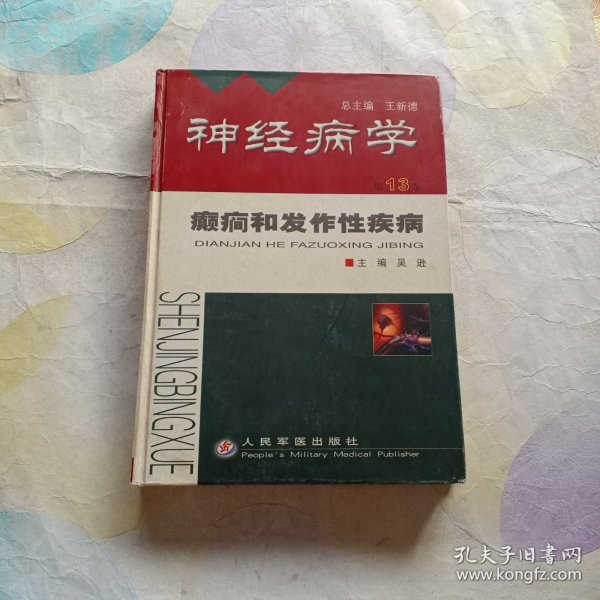 总主编 王新德
神经病学
第13卷
癫痫和发作性疾病
DIANJIAN HE FAZUOXING JIBING
■主 编 吴 逊
SHENJINGBINGXUE
人民军医出版社
People's Military Medical Publisher
孔夫子旧书网
www.kongfz.com